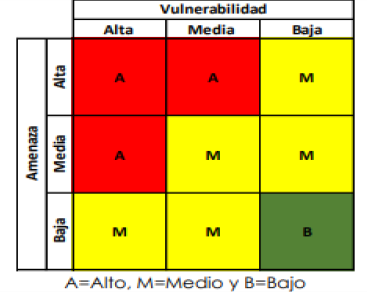 Vulnerabilidad
Alta Media Baja
Amenaza
Alta A A M
Media A M M
Baja M M B
A=Alto, M=Medio y B=Bajo